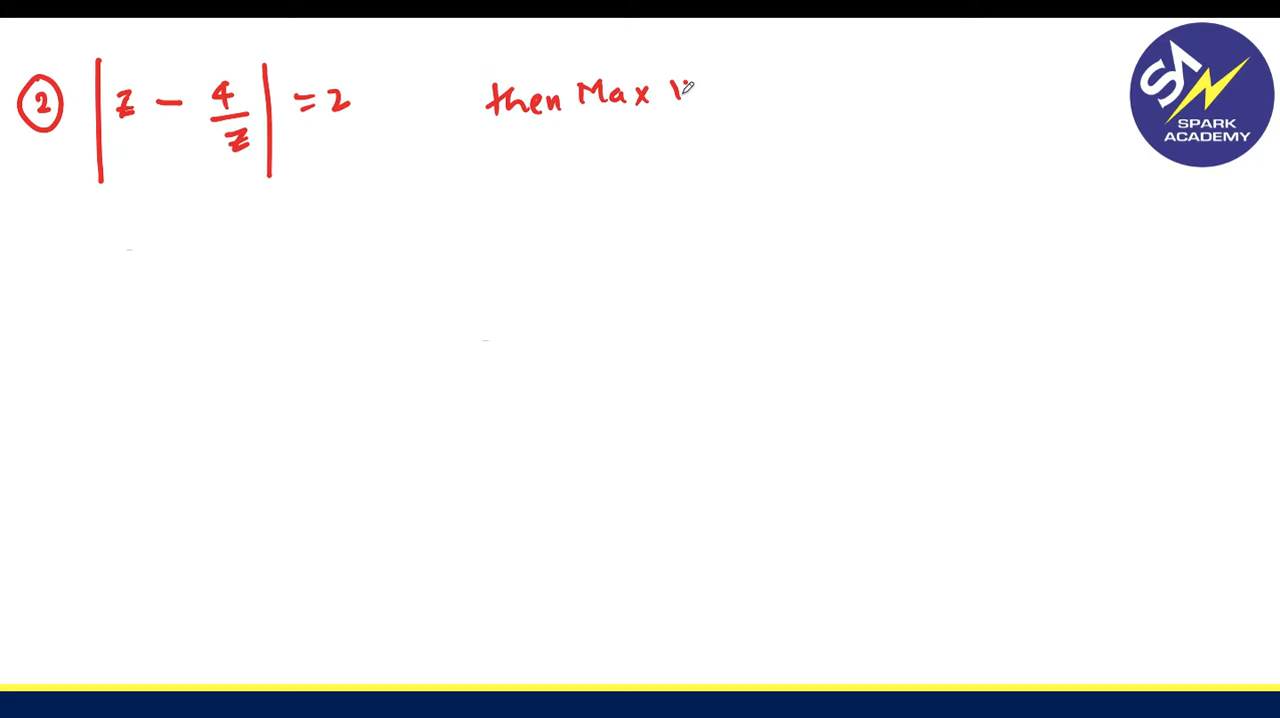 ② | z - 4/z | = 2 then Max |
SPARK
ACADEMY